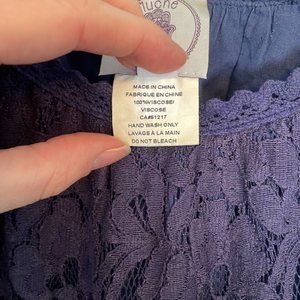 MADE IN CHINA
FABRIQUE EN CHINE
100%VISCOSE/
VISCOSE
CA#61217
HAND WASH ONLY
LAVAGE À LA MAIN
DO NOT BLEACH